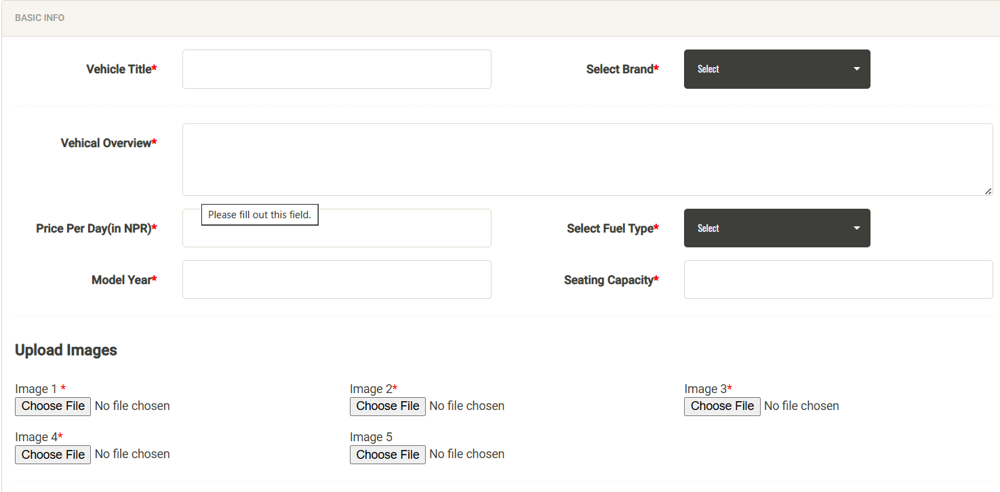 BASIC INFO
Vehicle Title* Select Brand* Select
Vehical Overview*
Please fill out this field.
Price Per Day(in NPR)* Select Fuel Type* Select
Model Year* Seating Capacity*
Upload Images
Image 1 * Image 2* Image 3*
Choose File No file chosen Choose File No file chosen Choose File No file chosen
Image 4* Image 5
Choose File No file chosen Choose File No file chosen